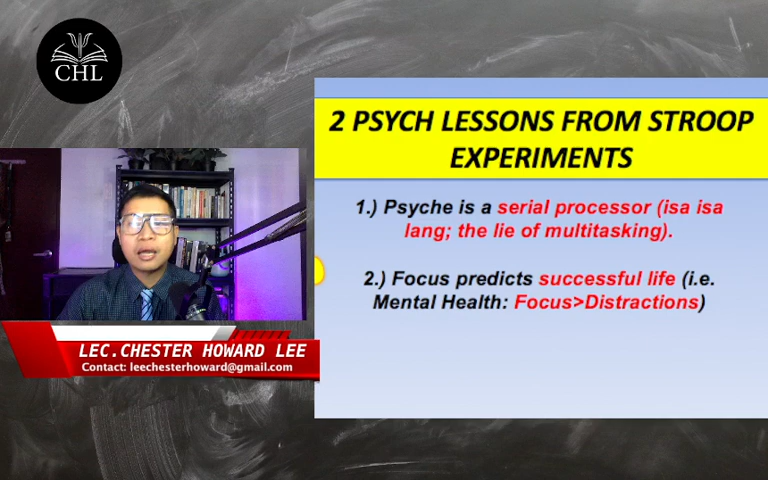 CHL
2 PSYCH LESSONS FROM STROOP
EXPERIMENTS
1.) Psyche is a serial processor (isa isa
lang; the lie of multitasking).
2.) Focus predicts successful life (i.e.
Mental Health: Focus>Distractions)
LEC.CHESTER HOWARD LEE
Contact: leechesterhoward@gmail.com